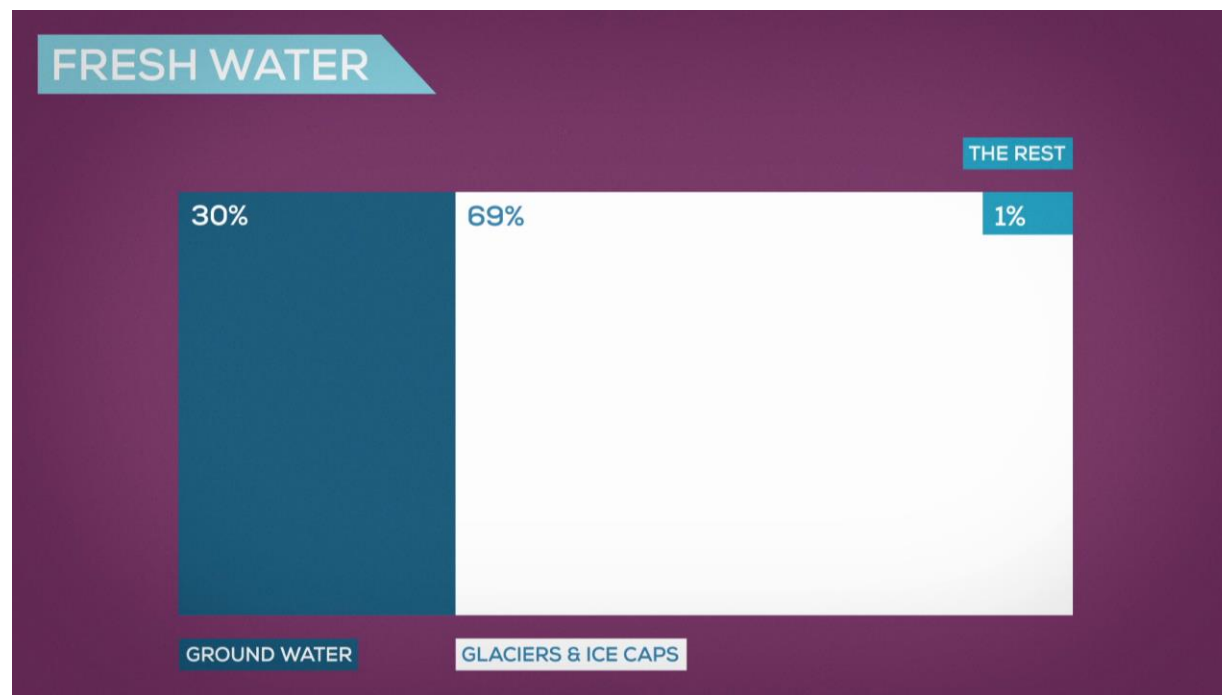 FRESH WATER
THE REST
30%
69%
1%
GROUND WATER
GLACIERS & ICE CAPS